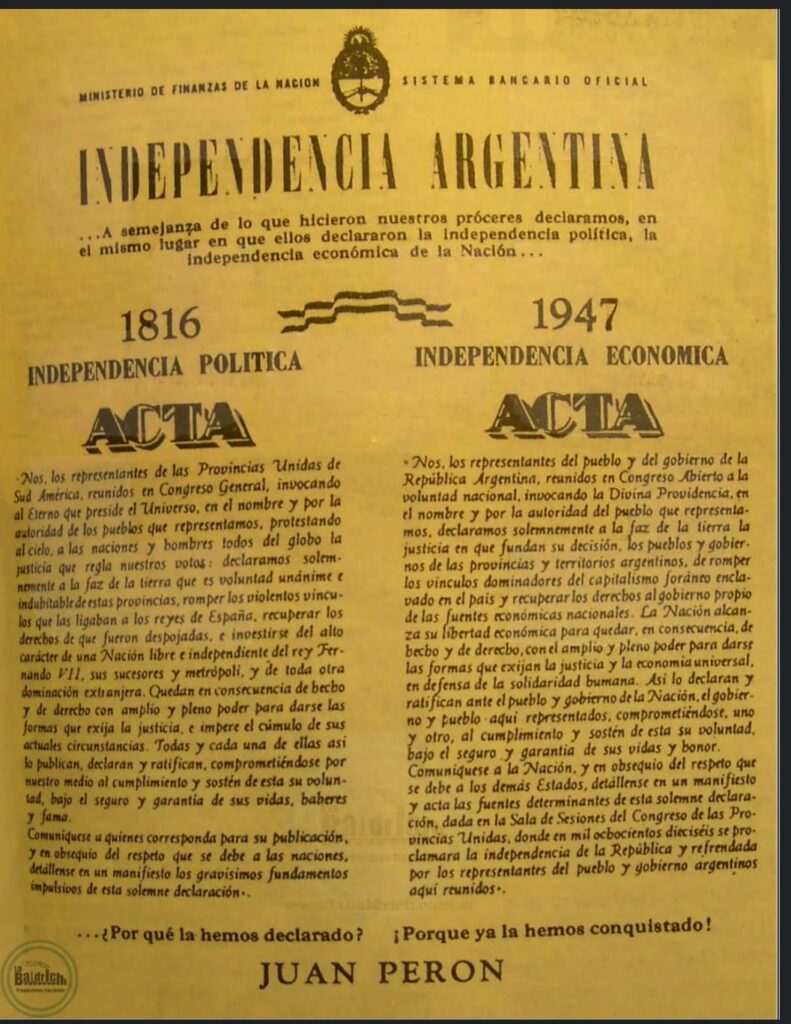 MINISTERIO DE FINANZAS DE LA NACION
SISTEMA BANCARIO OFICIAL
INDEPENDENCIA ARGENTINA
...A semejanza de lo que hicieron nuestros próceres declaramos, en
el mismo lugar en que ellos declararon la independencia política, la
independencia económica de la Nación...
1816
INDEPENDENCIA POLITICA
ACTA
"Nos, los representantes de las Provincias Unidas de
Sud América, reunidos en Congreso General, invocando
al Eterno que preside el Universo, en el nombre y por la
autoridad de los pueblos que representamos, protestando
al cielo, a las naciones y hombres todos del globo la
justicia que regla nuestros votos: declaramos solem-
nemente a la faz de la tierra que es voluntad unánime e
indubitable de estas provincias, romper los violentos víncu-
los que las ligaban a los reyes de España, recuperar los
derechos de que fueron despojadas, e investirse del alto
carácter de una Nación libre e independiente del rey Fer-
nando VII, sus sucesores y metrópoli, y de toda otra
dominación extranjera. Quedan en consecuencia de hecho
y de derecho con amplio y pleno poder para darse las
formas que exija la justicia, e impere el cúmulo de sus
actuales circunstancias. Todas y cada una de ellas así
lo publican, declaran y ratifican, comprometiéndose por
nuestro medio al cumplimiento y sostén de esta su volun-
tad, bajo el seguro y garantía de sus vidas, haberes
y fama.
Comuníquese a quienes corresponda para su publicación,
y en obsequio del respeto que se debe a las naciones,
detállense en un manifiesto los gravísimos fundamentos
impulsivos de esta solemne declaración".
1947
INDEPENDENCIA ECONOMICA
ACTA
"Nos, los representantes del pueblo y del gobierno de la
República Argentina, reunidos en Congreso Abierto a la
voluntad nacional, invocando la Divina Providencia, en
el nombre y por la autoridad del pueblo que representa-
mos, declaramos solemnemente a la faz de la tierra la
justicia en que fundan su decisión, los pueblos y gobier-
nos de las provincias y territorios argentinos, de romper
los vínculos dominadores del capitalismo foráneo encla-
vado en el país y recuperar los derechos al gobierno propio
de las fuentes económicas nacionales. La Nación alcan-
za su libertad económica para quedar, en consecuencia, de
hecho y de derecho, con el amplio y pleno poder para darse
las formas que exijan la justicia y la economía universal,
en defensa de la solidaridad humana. Así lo declaran y
ratifican ante el pueblo y gobierno de la Nación, el gobier-
no y pueblo aquí representados, comprometiéndose, uno
y otro, al cumplimiento y sostén de esta su voluntad,
bajo el seguro y garantía de sus vidas y honor.
Comuníquese a la Nación, y en obsequio del respeto que
se debe a los demás Estados, detállense en un manifiesto
y acta las fuentes determinantes de esta solemne declara-
ción, dada en la Sala de Sesiones del Congreso de las Pro-
vincias Unidas, donde en mil ochocientos dieciséis se pro-
clamara la independencia de la República y refrendada
por los representantes del pueblo y gobierno argentinos
aquí reunidos".
...¿Por qué la hemos declarado? ¡Porque ya la hemos conquistado!
JUAN PERON
La Baldrich